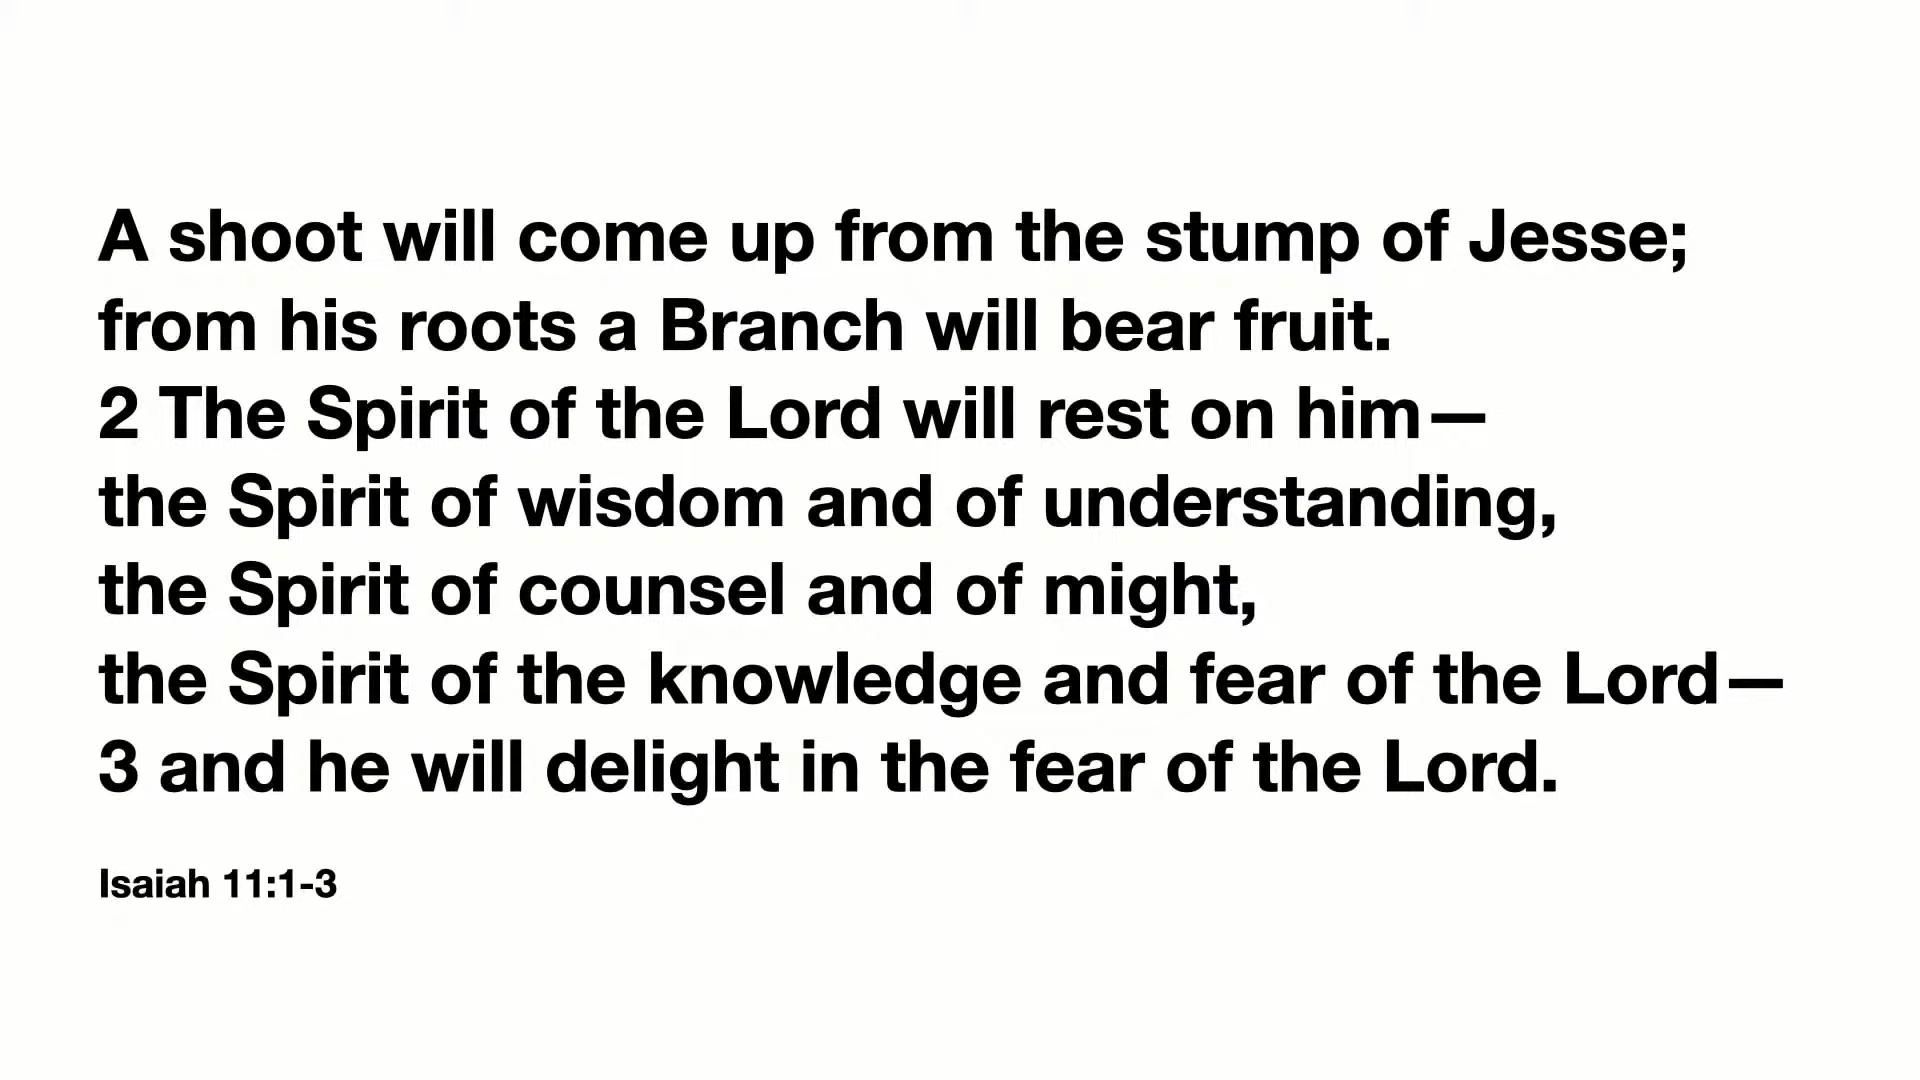 A shoot will come up from the stump of Jesse;
from his roots a Branch will bear fruit.
2 The Spirit of the Lord will rest on him—
the Spirit of wisdom and of understanding,
the Spirit of counsel and of might,
the Spirit of the knowledge and fear of the Lord—
3 and he will delight in the fear of the Lord.
Isaiah 11:1-3